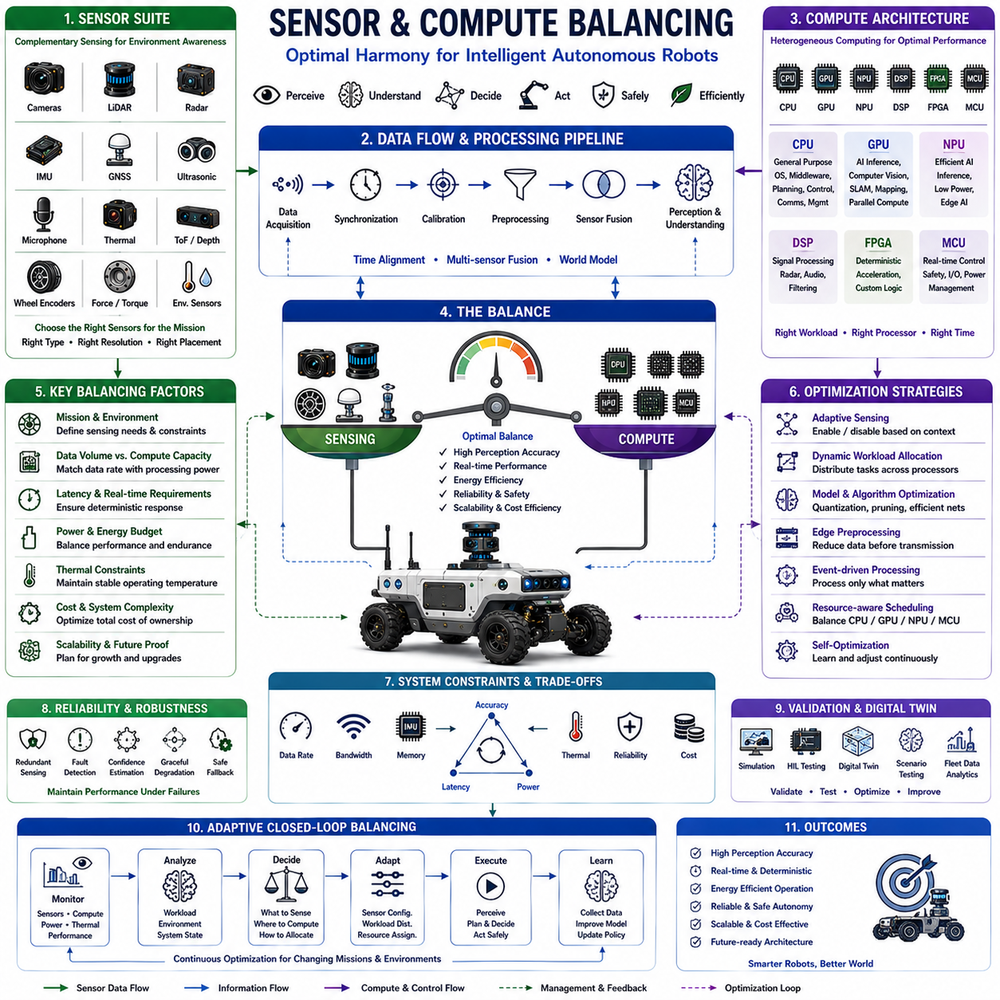 SENSOR & COMPUTE BALANCING
Optimal Harmony for Intelligent Autonomous Robots
Perceive
Understand
Decide
Act
Safely
Efficiently
1. SENSOR SUITE
Complementary Sensing for Environment Awareness
Cameras
LiDAR
Radar
IMU
GNSS
Ultrasonic
Microphone
Thermal
ToF / Depth
Wheel Encoders
Force / Torque
Env. Sensors
Choose the Right Sensors for the Mission
Right Type • Right Resolution • Right Placement
2. DATA FLOW & PROCESSING PIPELINE
Data
Acquisition
Synchronization
Calibration
Preprocessing
Sensor Fusion
Perception &
Understanding
Time Alignment • Multi-sensor Fusion • World Model
3. COMPUTE ARCHITECTURE
Heterogeneous Computing for Optimal Performance
CPU
GPU
NPU
DSP
FPGA
MCU
CPU
GPU
NPU
DSP
FPGA
MCU
CPU
General Purpose
OS, Middleware,
Planning, Control,
Comms, Mgmt
GPU
AI Inference,
Computer Vision,
SLAM, Mapping,
Parallel Compute
NPU
Efficient AI
Inference,
Low Power,
Edge AI
DSP
Signal Processing
Radar, Audio,
Filtering
FPGA
Deterministic
Acceleration,
Custom Logic
MCU
Real-time Control
Safety, I/O, Power
Management
Right Workload • Right Processor • Right Time
4. THE BALANCE
MCU
SENSING
COMPUTE
Optimal Balance
✓ High Perception Accuracy
✓ Real-time Performance
✓ Energy Efficiency
✓ Reliability & Safety
✓ Scalability & Cost Efficiency
5. KEY BALANCING FACTORS
Mission & Environment
Define sensing needs & constraints
Data Volume vs. Compute Capacity
Match data rate with processing power
Latency & Real-time Requirements
Ensure deterministic response
Power & Energy Budget
Balance performance and endurance
Thermal Constraints
Maintain stable operating temperature
Cost & System Complexity
Optimize total cost of ownership
Scalability & Future Proof
Plan for growth and upgrades
6. OPTIMIZATION STRATEGIES
Adaptive Sensing
Enable / disable based on context
Dynamic Workload Allocation
Distribute tasks across processors
Model & Algorithm Optimization
Quantization, pruning, efficient nets
Edge Preprocessing
Reduce data before transmission
Event-driven Processing
Process only what matters
Resource-aware Scheduling
Balance CPU / GPU / NPU / MCU
Self-Optimization
Learn and adjust continuously
7. SYSTEM CONSTRAINTS & TRADE-OFFS
Data Rate
Bandwidth
Memory
Accuracy
Latency
Power
Thermal
Reliability
Cost
8. RELIABILITY & ROBUSTNESS
Redundant
Sensing
Fault
Detection
Confidence
Estimation
Graceful
Degradation
Safe
Fallback
Maintain Performance Under Failures
9. VALIDATION & DIGITAL TWIN
Simulation
HIL Testing
Digital Twin
Scenario
Testing
Fleet Data
Analytics
Validate • Test • Optimize • Improve
10. ADAPTIVE CLOSED-LOOP BALANCING
Monitor
Sensors • Compute
Power • Thermal
Performance
Analyze
Workload
Environment
System State
Decide
What to Sense
Where to Compute
How to Allocate
Adapt
Sensor Config.
Workload Dist.
Resource Assign.
Execute
Perceive
Plan & Decide
Act Safely
Learn
Collect Data
Improve Model
Update Policy
Continuous Optimization for Changing Missions & Environments
11. OUTCOMES
High Perception Accuracy
Real-time & Deterministic
Energy Efficient Operation
Reliable & Safe Autonomy
Scalable & Cost Effective
Future-ready Architecture
Smarter Robots, Better World
Sensor Data Flow
Information Flow
Compute & Control Flow
Management & Feedback
Optimization Loop